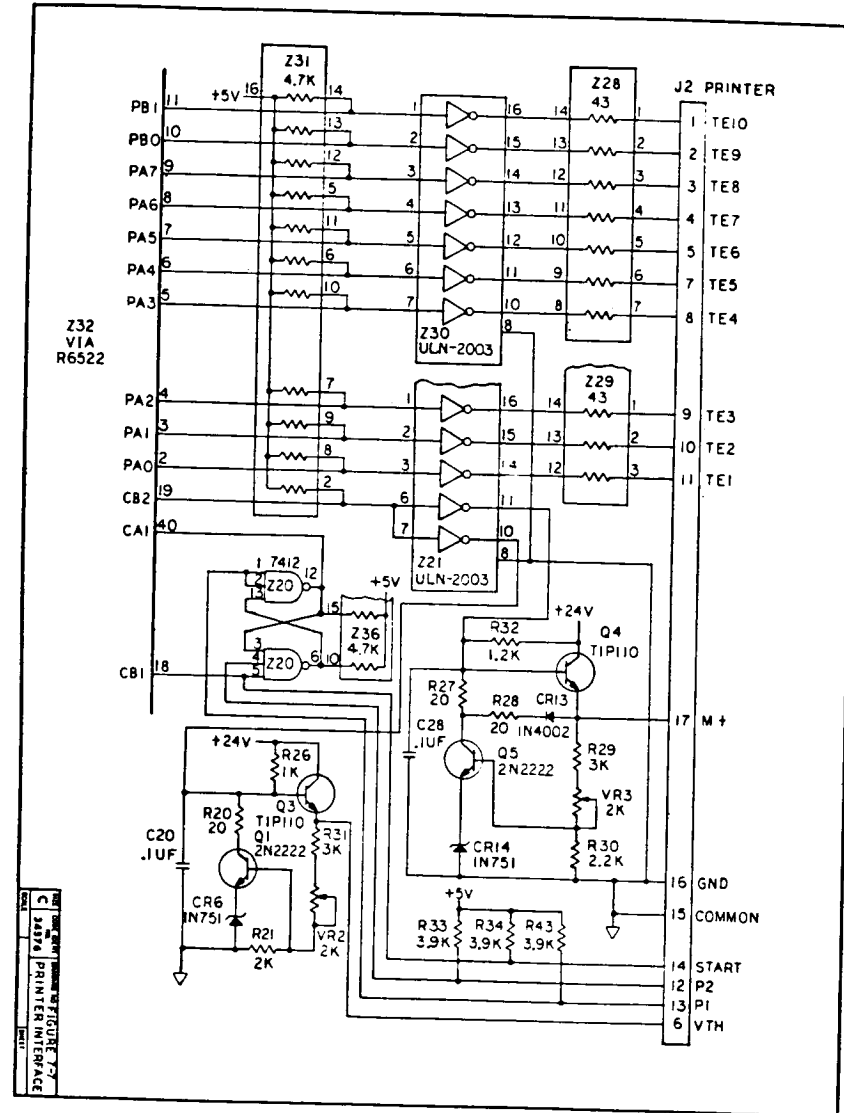 Z31
4.7K
16
+5V
14
13
12
5
11
6
10
7
9
8
2
PB1 11
PB0 10
PA7 9
PA6 8
PA5 7
PA4 6
PA3 5
Z32
VIA
R6522
PA2 4
PA1 3
PA0 2
CB2 19
CA1 40
CB1 18
1 16
2 15
3 14
4 13
5 12
6 11
7 10
8
Z30
ULN-2003
1 16
2 15
3 14
6 11
7 10
8
Z21
ULN-2003
Z28
43
14 1
13 2
12 3
11 4
10 5
9 6
8 7
Z29
43
14 1
13 2
12 3
J2 PRINTER
1 TE10
2 TE9
3 TE8
4 TE7
5 TE6
7 TE5
8 TE4
9 TE3
10 TE2
11 TE1
17 M+
16 GND
15 COMMON
14 START
12 P2
13 P1
6 VTH
7412
1
2
13
Z20
12
3
4
5
Z20
6
+5V
15
Z36
4.7K
10
+24V
R32
1.2K
Q4
TIP110
R27
20
R28
20
CR13
1N4002
C28
.1UF
Q5
2N2222
R29
3K
VR3
2K
CR14
1N751
R30
2.2K
+24V
R26
1K
Q3
TIP110
R20
20
Q1
2N2222
R31
3K
C20
.1UF
CR6
1N751
R21
2K
VR2
2K
+5V
R33
3.9K
R34
3.9K
R43
3.9K
SIZE
C
34374
FIGURE 7-7
PRINTER INTERFACE
SCALE
SHEET